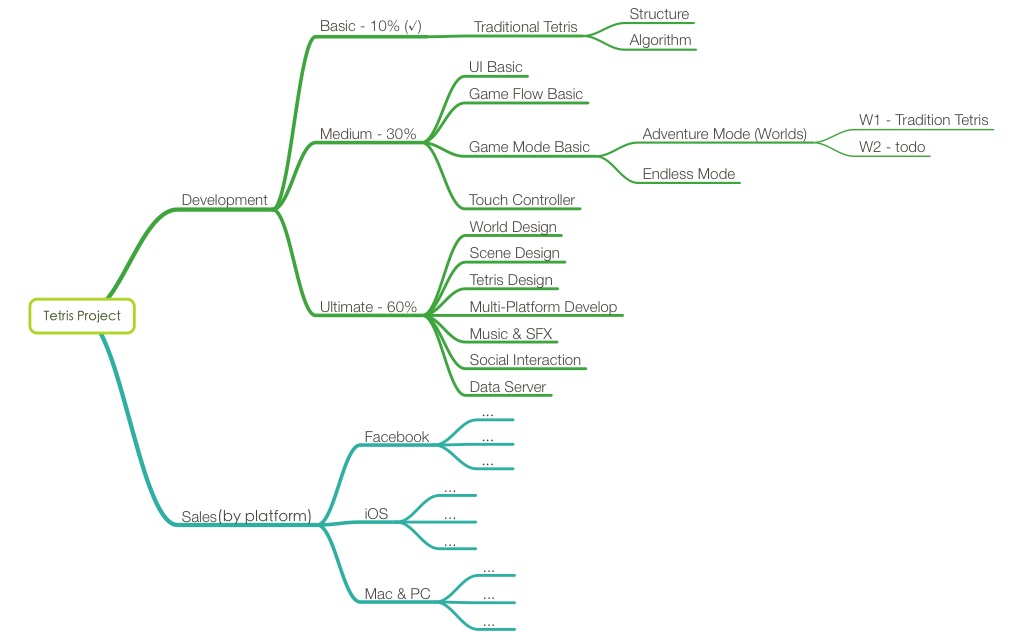 Basic - 10% (✓)
Traditional Tetris
Structure
Algorithm
UI Basic
Game Flow Basic
Medium - 30%
Game Mode Basic
Adventure Mode (Worlds)
W1 - Tradition Tetris
W2 - todo
Endless Mode
Touch Controller
Development
World Design
Scene Design
Tetris Design
Ultimate - 60%
Multi-Platform Develop
Music & SFX
Social Interaction
Data Server
Tetris Project
...
Facebook
...
...
...
Sales(by platform)
iOS
...
...
...
Mac & PC
...
...